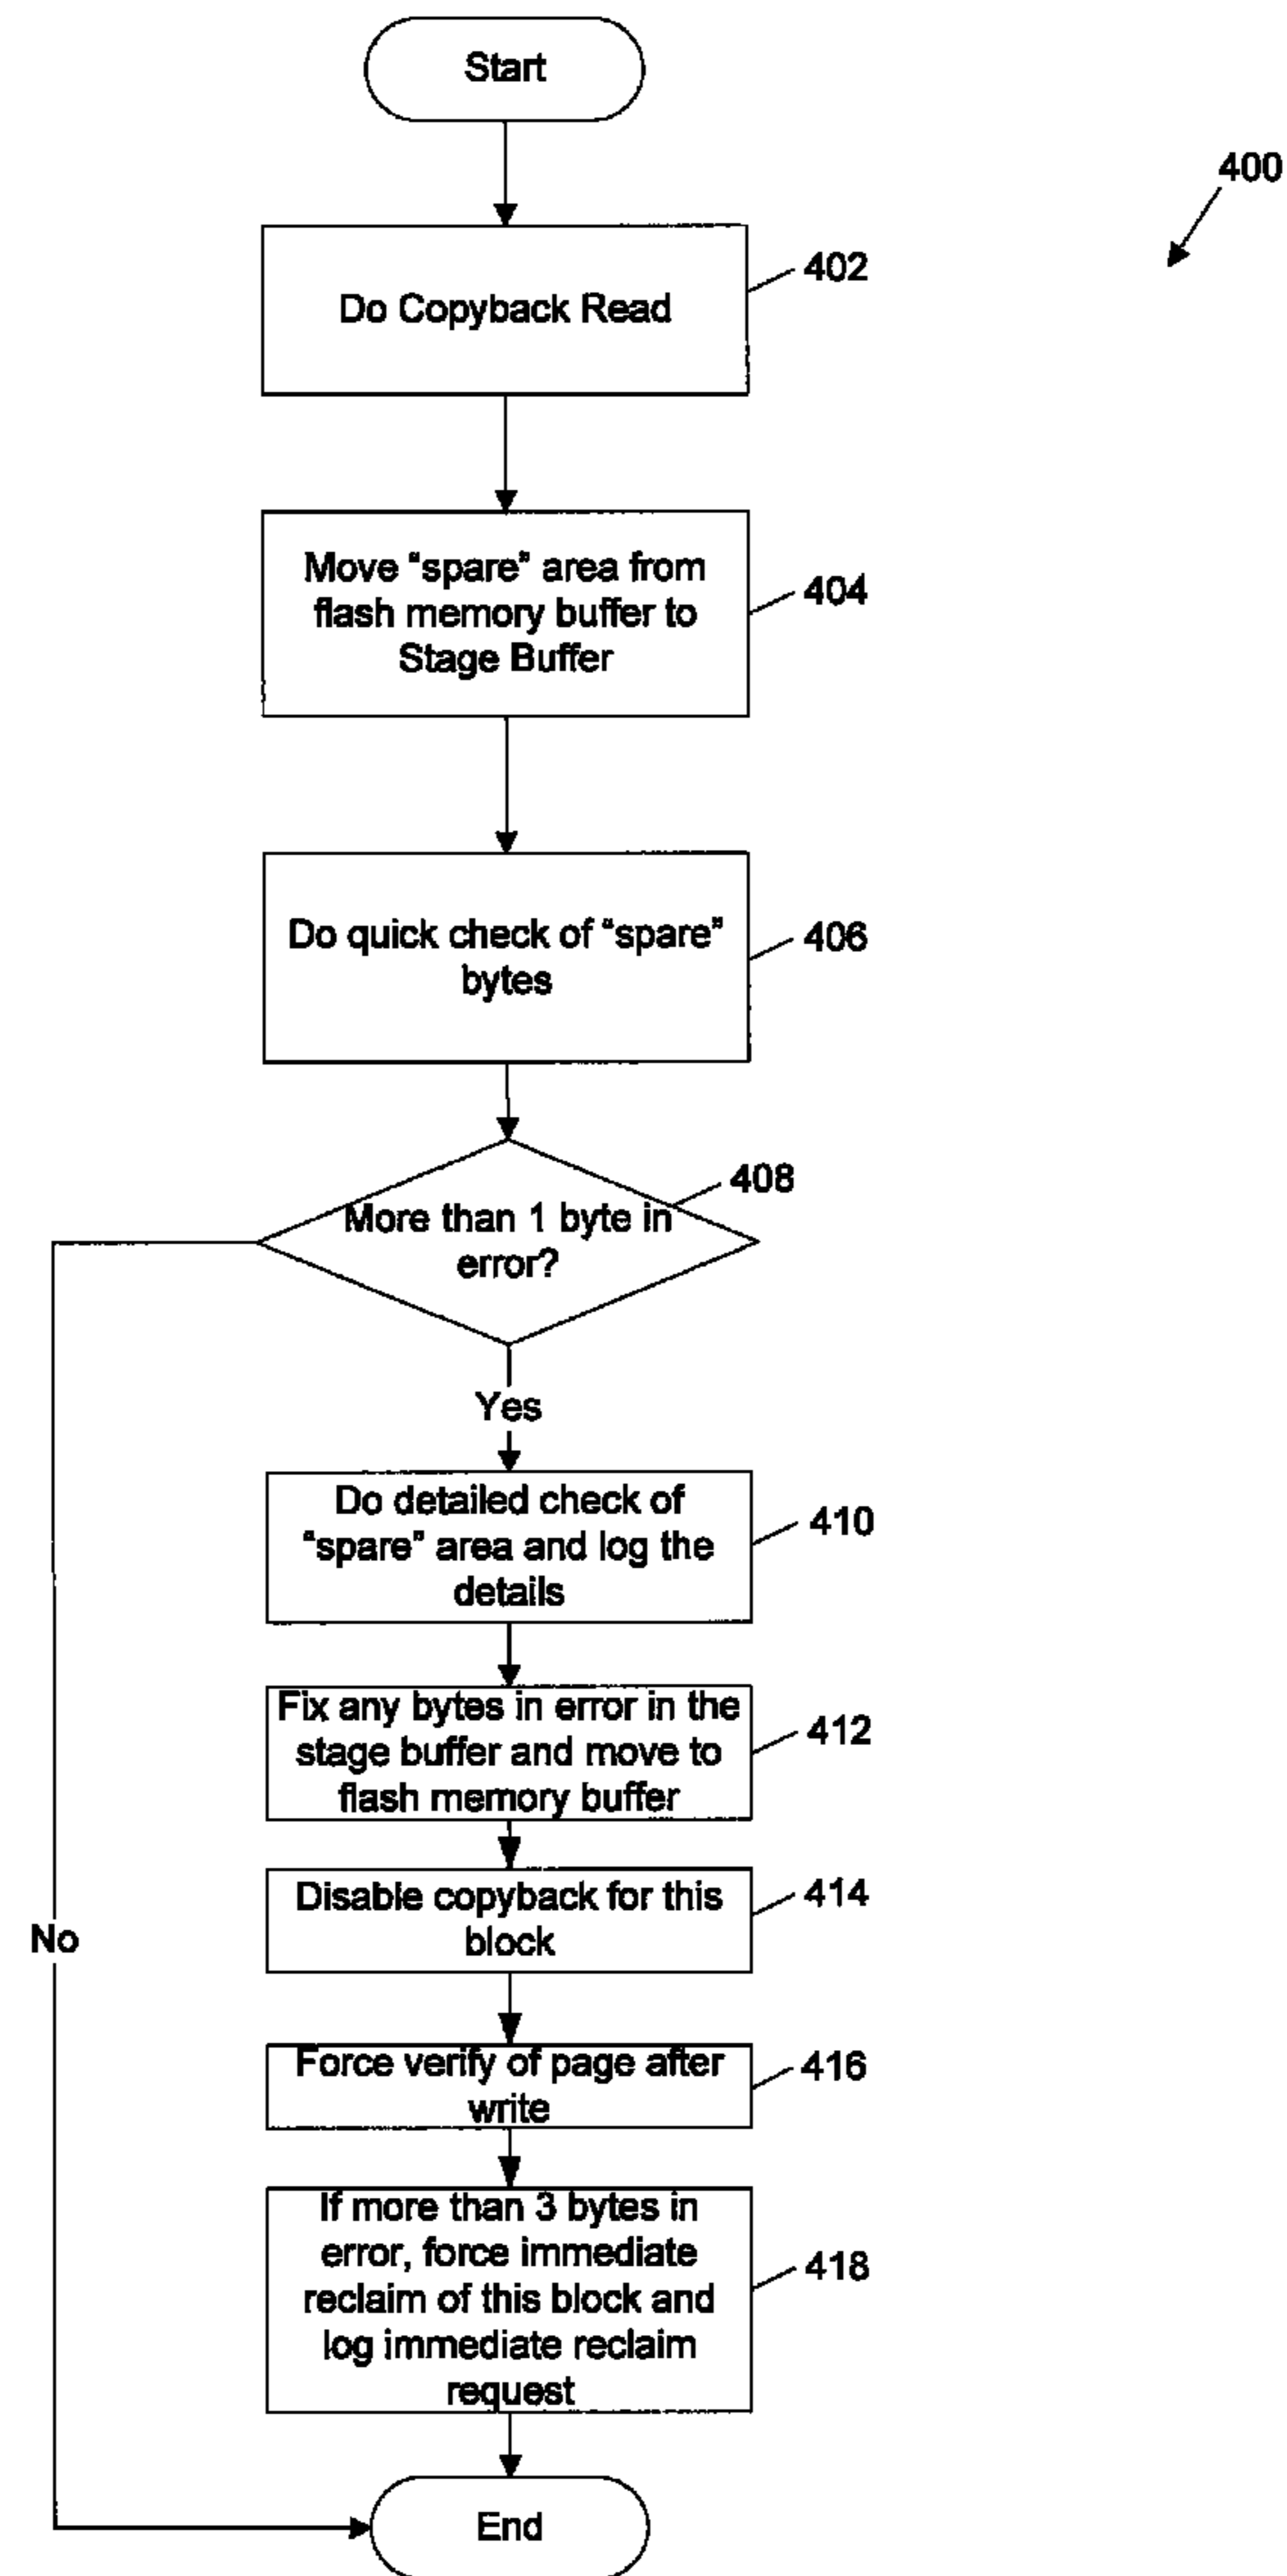 Start
400
Do Copyback Read
402
Move “spare” area from
flash memory buffer to
Stage Buffer
404
Do quick check of “spare”
bytes
406
More than 1 byte in
error?
408
Yes
Do detailed check of
“spare” area and log the
details
410
Fix any bytes in error in the
stage buffer and move to
flash memory buffer
412
Disable copyback for this
block
414
No
Force verify of page after
write
416
If more than 3 bytes in
error, force immediate
reclaim of this block and
log immediate reclaim
request
418
End